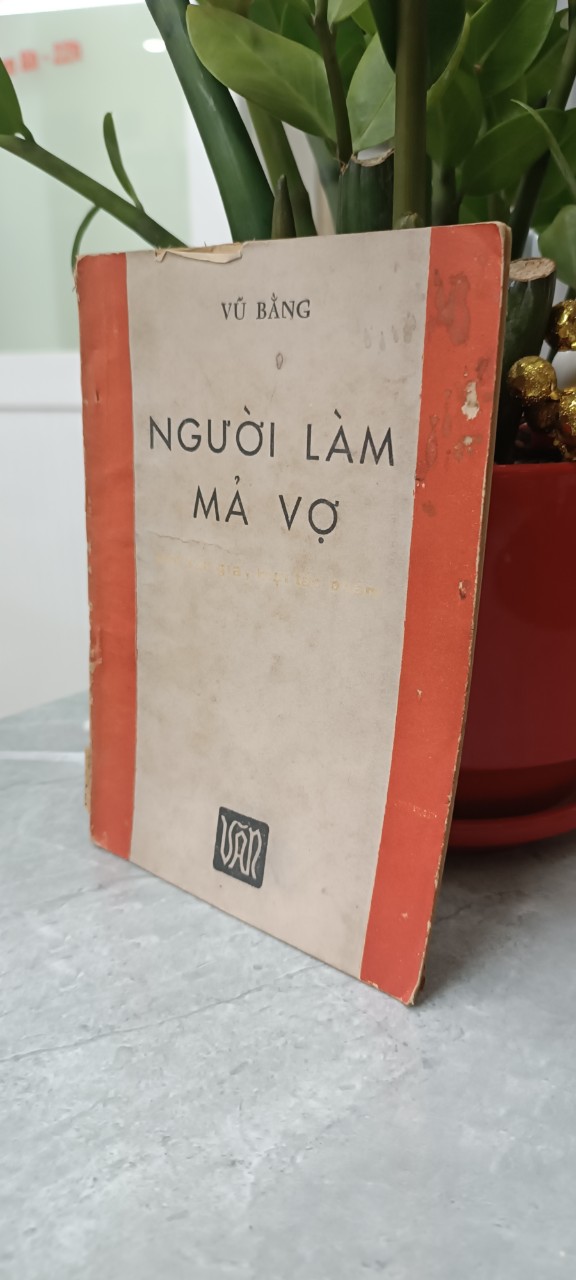 VŨ BẰNG
NGƯỜI LÀM
MẢ VỢ
VĂN